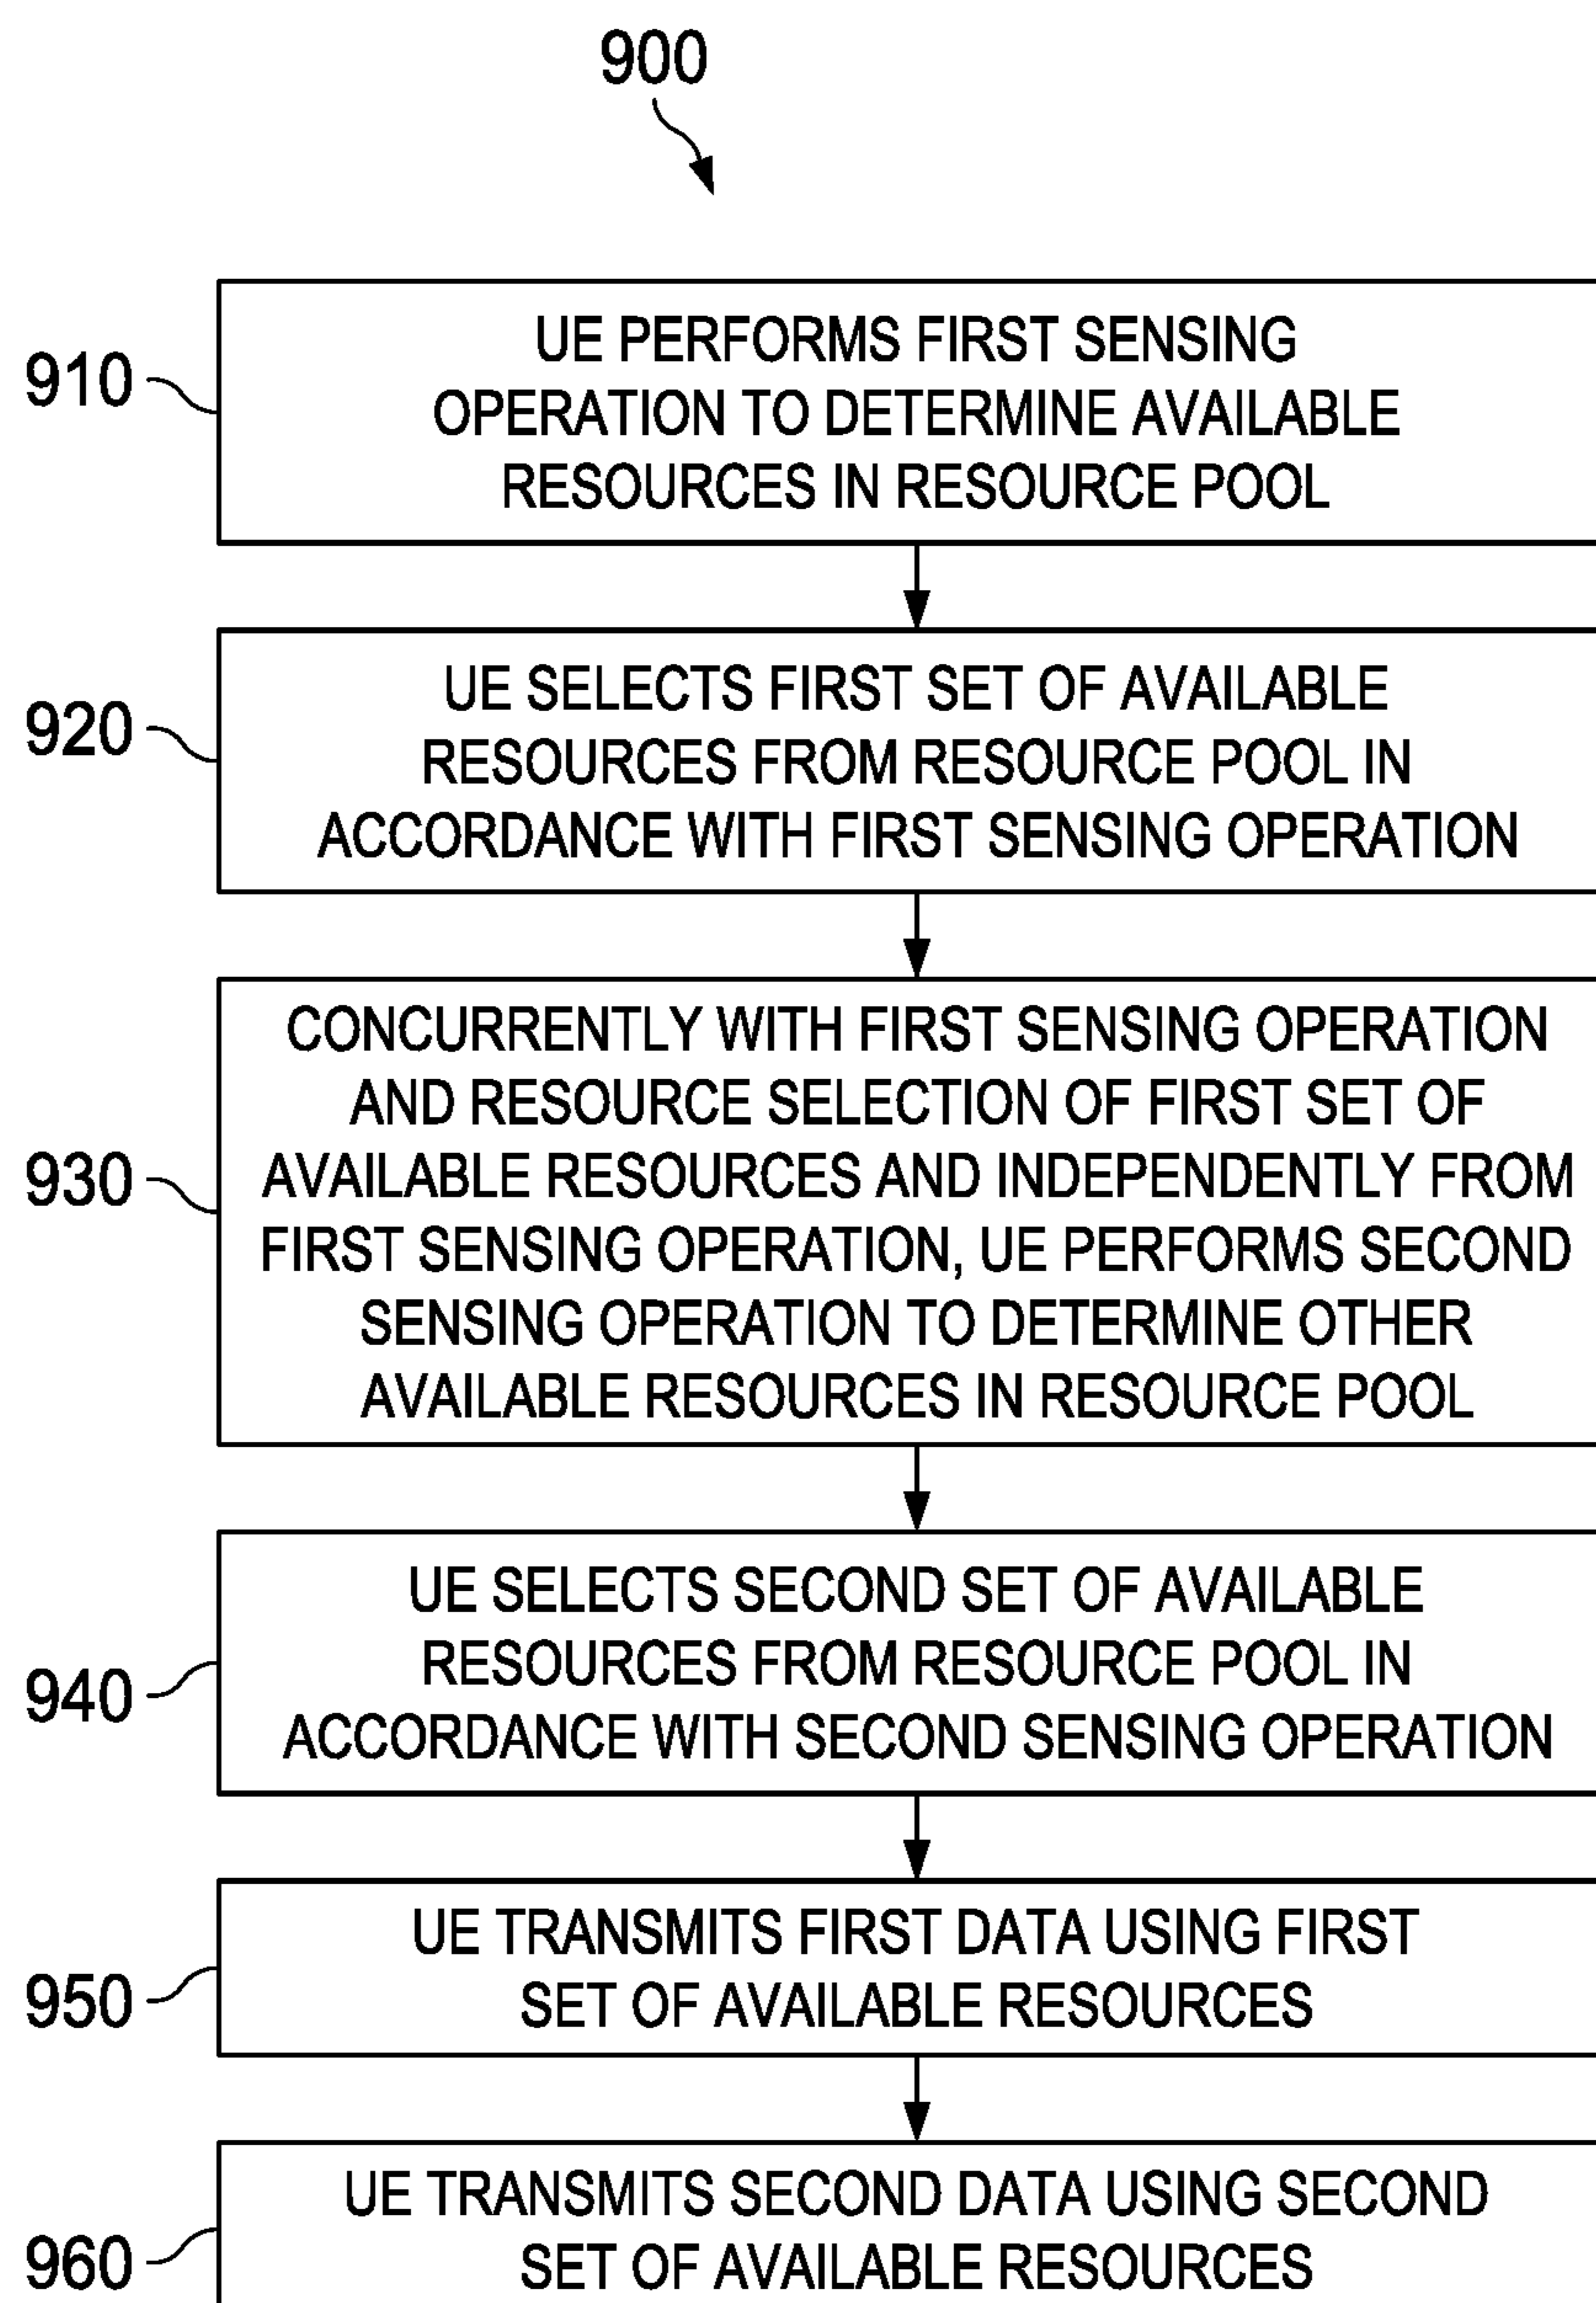 900
910
UE PERFORMS FIRST SENSING
OPERATION TO DETERMINE AVAILABLE
RESOURCES IN RESOURCE POOL
920
UE SELECTS FIRST SET OF AVAILABLE
RESOURCES FROM RESOURCE POOL IN
ACCORDANCE WITH FIRST SENSING OPERATION
930
CONCURRENTLY WITH FIRST SENSING OPERATION
AND RESOURCE SELECTION OF FIRST SET OF
AVAILABLE RESOURCES AND INDEPENDENTLY FROM
FIRST SENSING OPERATION, UE PERFORMS SECOND
SENSING OPERATION TO DETERMINE OTHER
AVAILABLE RESOURCES IN RESOURCE POOL
940
UE SELECTS SECOND SET OF AVAILABLE
RESOURCES FROM RESOURCE POOL IN
ACCORDANCE WITH SECOND SENSING OPERATION
950
UE TRANSMITS FIRST DATA USING FIRST
SET OF AVAILABLE RESOURCES
960
UE TRANSMITS SECOND DATA USING SECOND
SET OF AVAILABLE RESOURCES